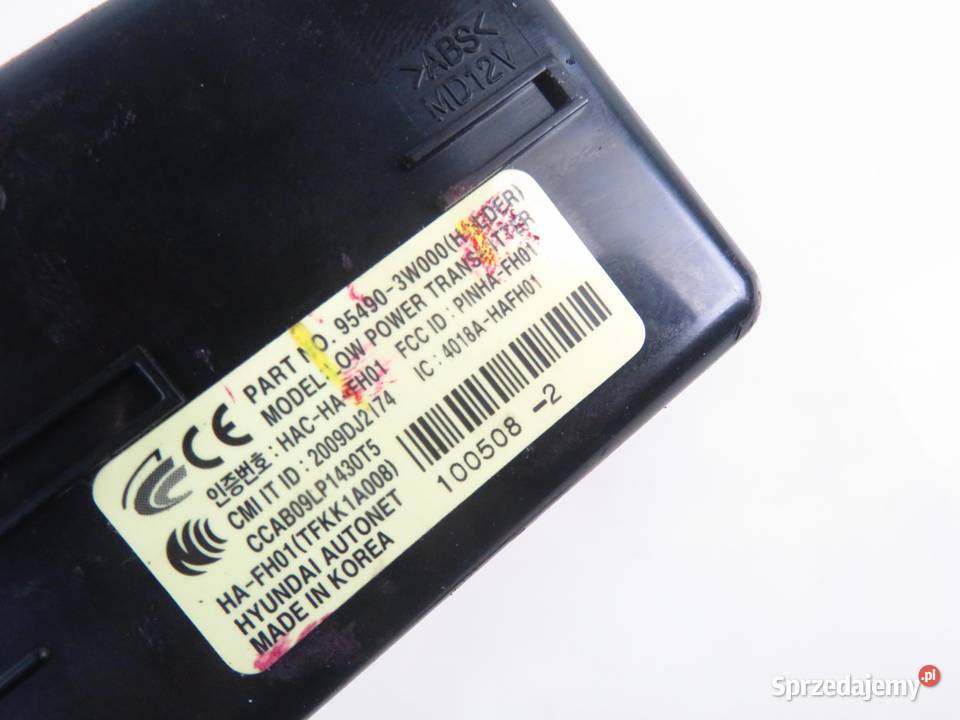 >ABS<
MD12V
PART NO. 95490-3W000(HOLDER)
MODEL:LOW POWER TRANSMITTER
인증번호 : HAC-HA-FH01 FCC ID : PINHA-FH01
CMI IT ID : 2009DJ2174 IC : 4018A-HAFH01
CCAB09LP1430T5
HA-FH01(TFKK1A008)
HYUNDAI AUTONET
MADE IN KOREA
100508 -2
CE
Sprzedajemy.pl